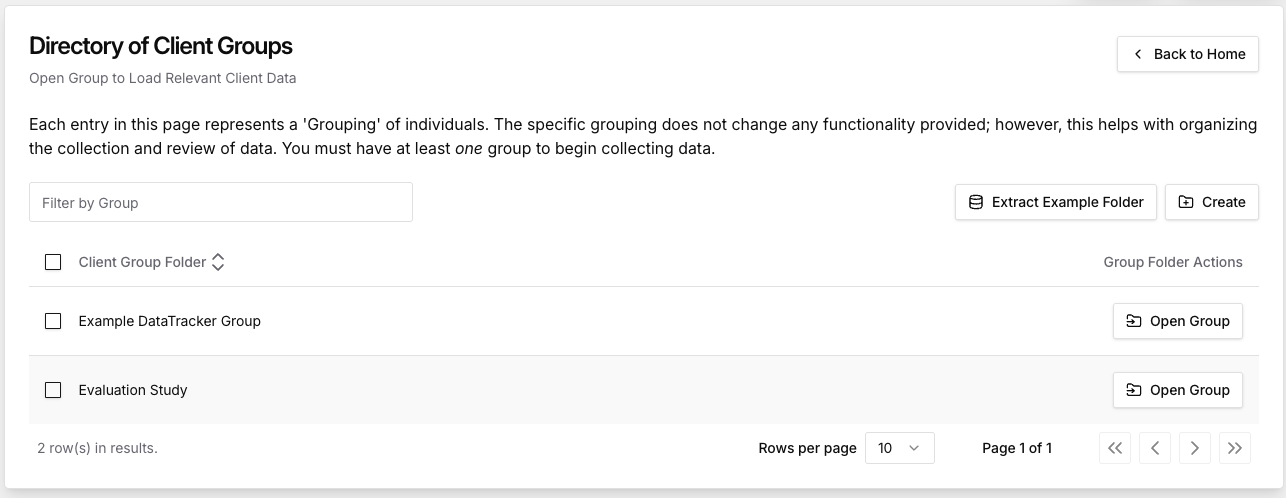 Directory of Client Groups
Back to Home
Open Group to Load Relevant Client Data
Each entry in this page represents a 'Grouping' of individuals. The specific grouping does not change any functionality provided; however, this helps with organizing
the collection and review of data. You must have at least one group to begin collecting data.
Filter by Group
Extract Example Folder
Create
Client Group Folder
Group Folder Actions
Example DataTracker Group
Open Group
Evaluation Study
Open Group
2 row(s) in results.
Rows per page
10
Page 1 of 1